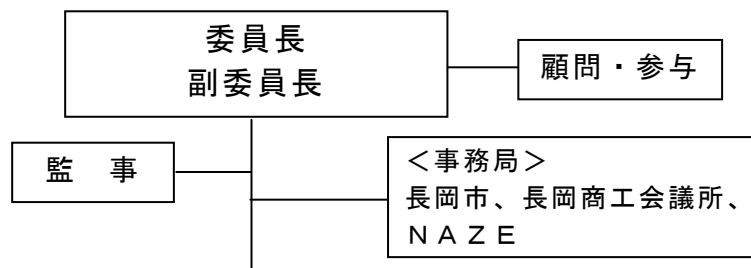 委員長
副委員長
顧問・参与
監　事
＜事務局＞
長岡市、長岡商工会議所、
ＮＡＺＥ